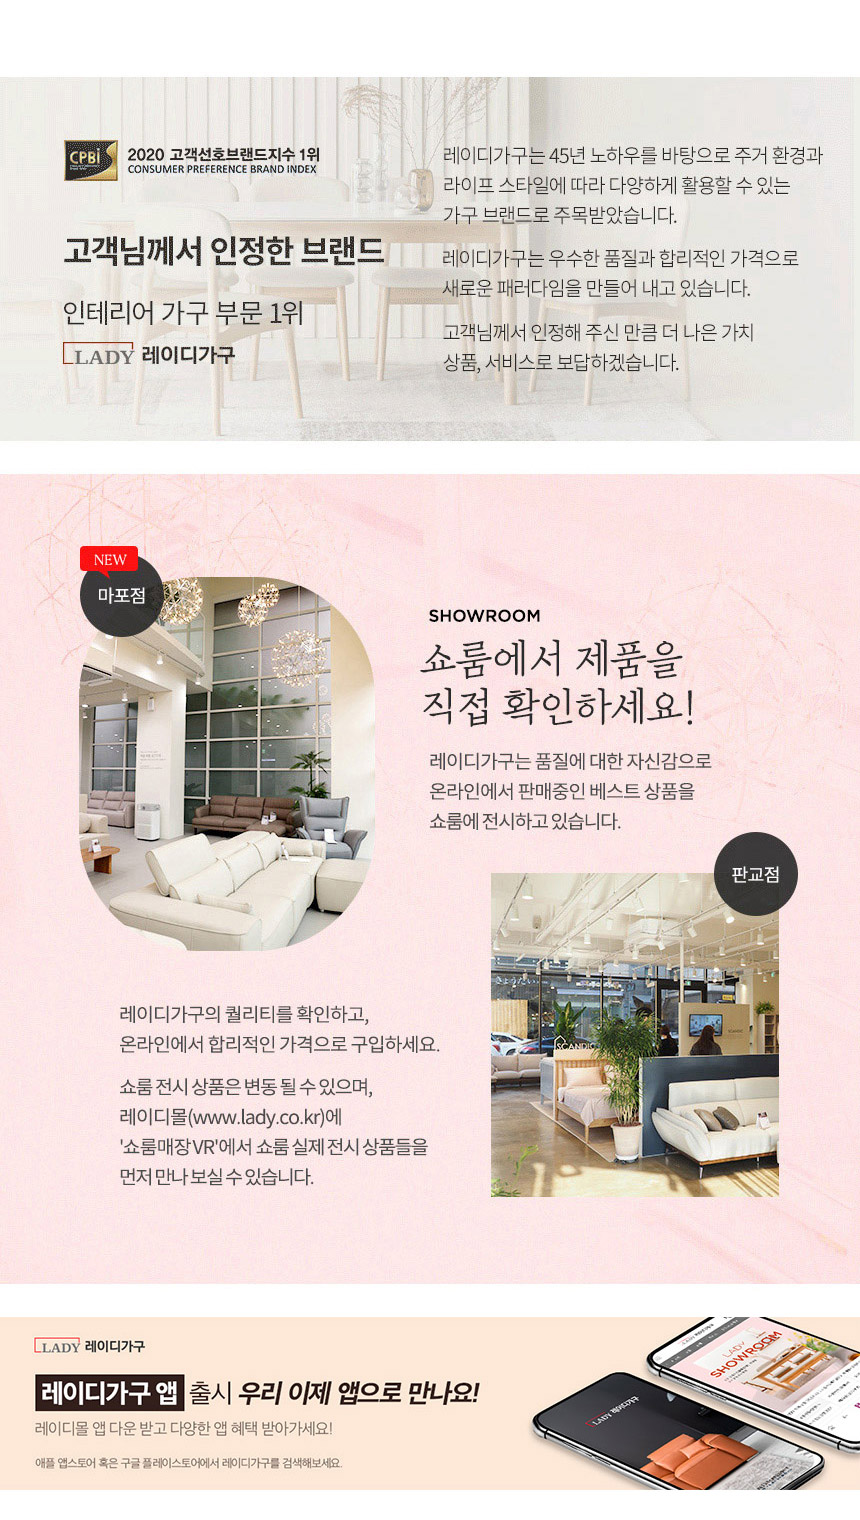 CPBI
2020 고객선호브랜드지수 1위
CONSUMER PREFERENCE BRAND INDEX
고객님께서 인정한 브랜드
인테리어 가구 부문 1위
LADY 레이디가구
레이디가구는 45년 노하우를 바탕으로 주거 환경과
라이프 스타일에 따라 다양하게 활용할 수 있는
가구 브랜드로 주목받았습니다.
레이디가구는 우수한 품질과 합리적인 가격으로
새로운 패러다임을 만들어 내고 있습니다.
고객님께서 인정해 주신 만큼 더 나은 가치
상품, 서비스로 보답하겠습니다.
NEW
마포점
SHOWROOM
쇼룸에서 제품을
직접 확인하세요!
레이디가구는 품질에 대한 자신감으로
온라인에서 판매중인 베스트 상품을
쇼룸에 전시하고 있습니다.
판교점
SCANDIC
레이디가구의 퀄리티를 확인하고,
온라인에서 합리적인 가격으로 구입하세요.
쇼룸 전시 상품은 변동 될 수 있으며,
레이디몰(www.lady.co.kr)에
'쇼룸매장VR'에서 쇼룸 실제 전시 상품들을
먼저 만나 보실 수 있습니다.
LADY 레이디가구
레이디가구 앱 출시 우리 이제 앱으로 만나요!
레이디몰 앱 다운 받고 다양한 앱 혜택 받아가세요!
애플 앱스토어 혹은 구글 플레이스토어에서 레이디가구를 검색해보세요.
LADY 레이디가구
LADY
SHOWROOM